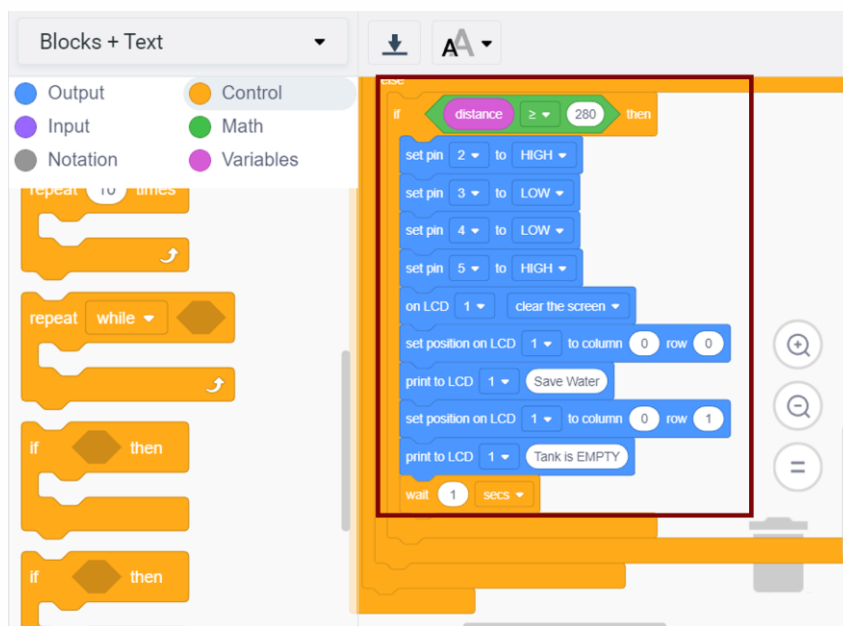 Blocks + Text
AA
Output
Control
Input
Math
Notation
Variables
repeat 10 times
repeat while
if then
if then
else
if distance ≥ 280 then
set pin 2 to HIGH
set pin 3 to LOW
set pin 4 to LOW
set pin 5 to HIGH
on LCD 1 clear the screen
set position on LCD 1 to column 0 row 0
print to LCD 1 Save Water
set position on LCD 1 to column 0 row 1
print to LCD 1 Tank is EMPTY
wait 1 secs